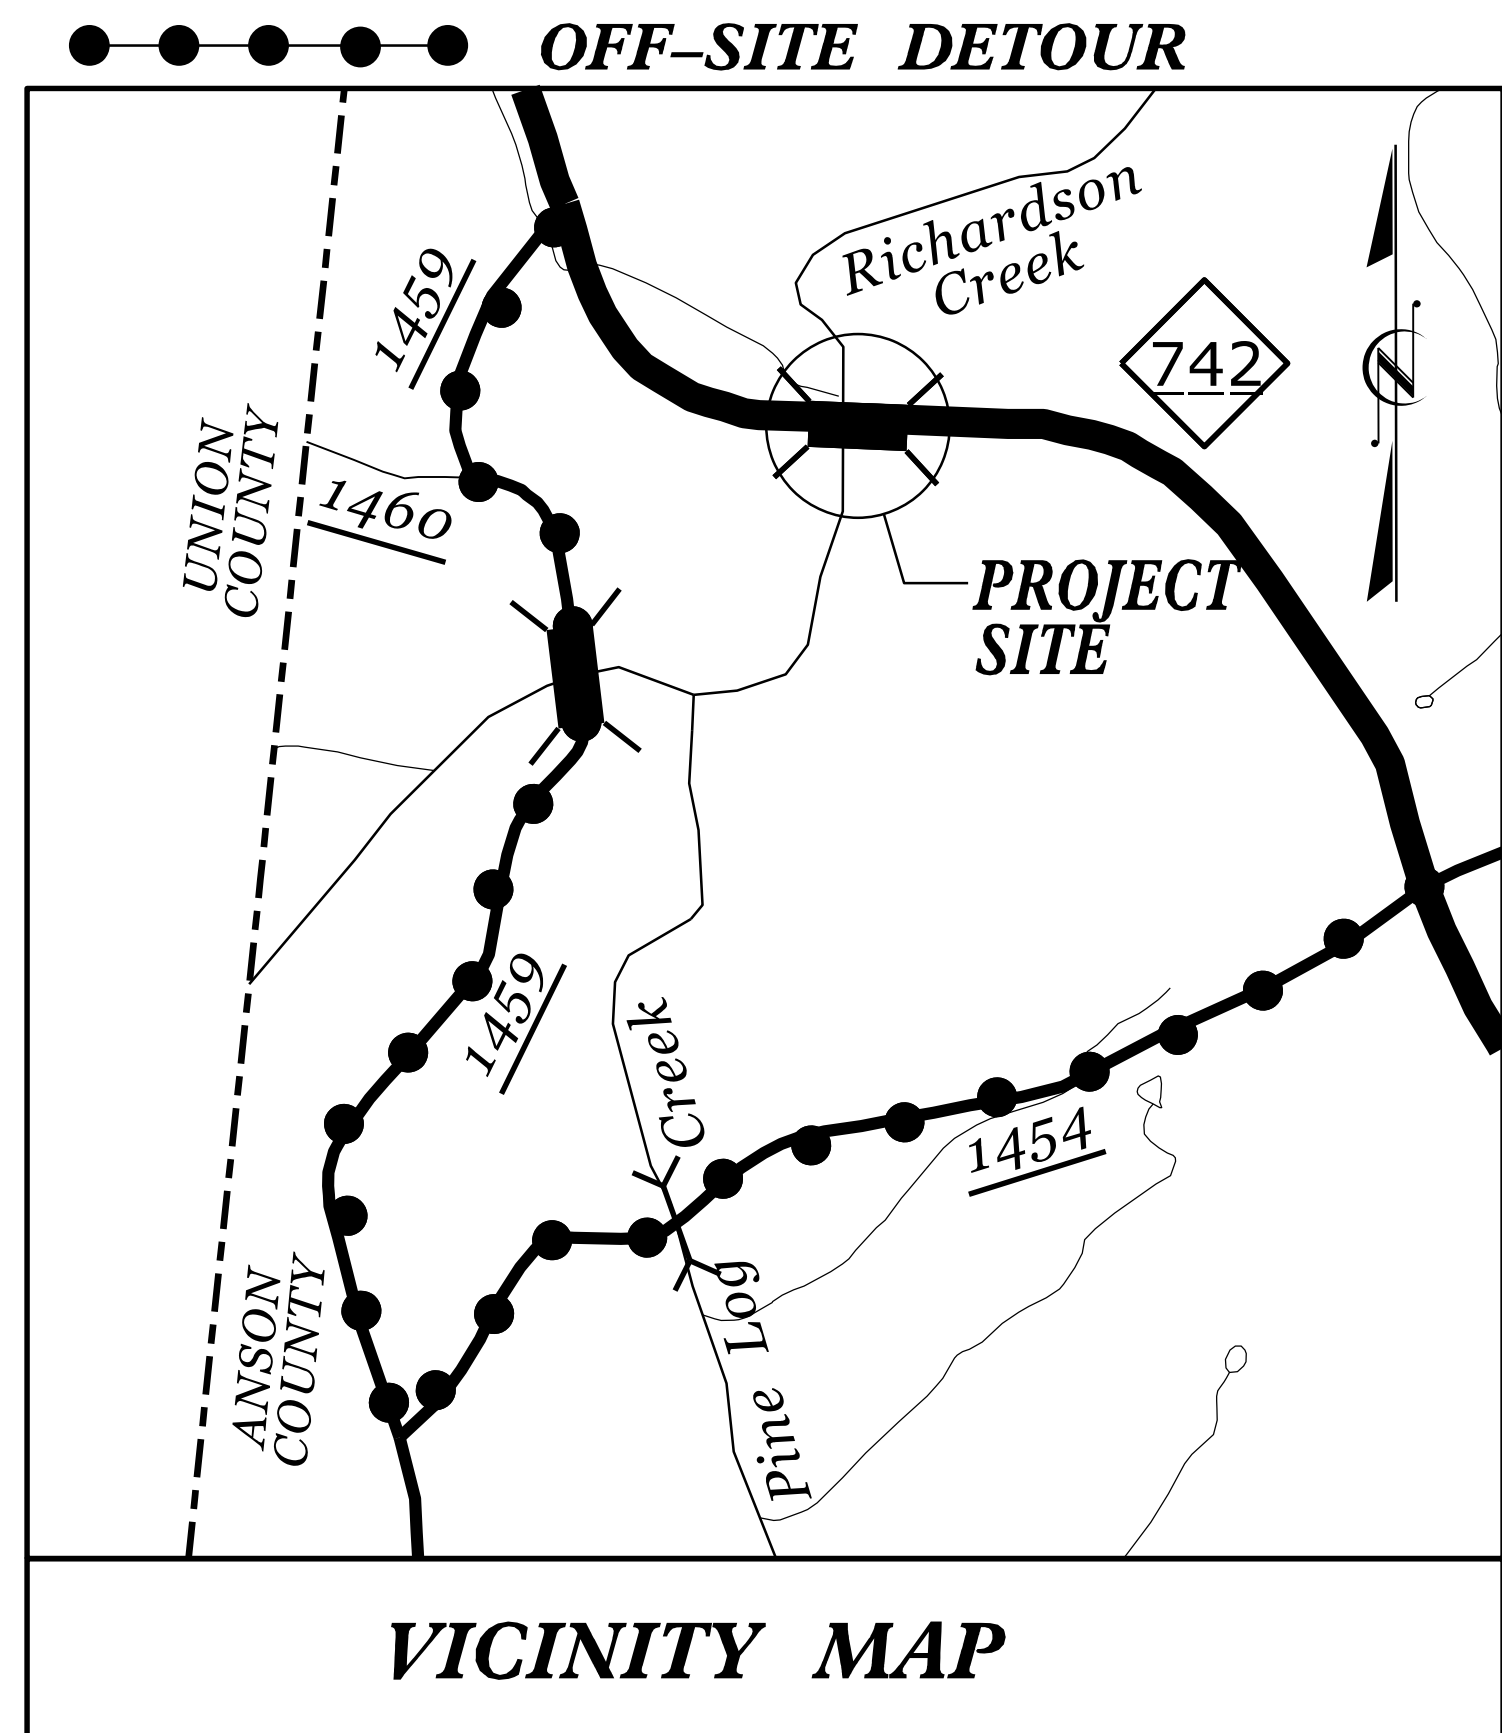 OFF–SITE DETOUR
Richardson
Creek
1459
742
N
UNION
COUNTY
1460
PROJECT
SITE
1459
Creek
1454
Pine Log
ANSON
COUNTY
VICINITY MAP